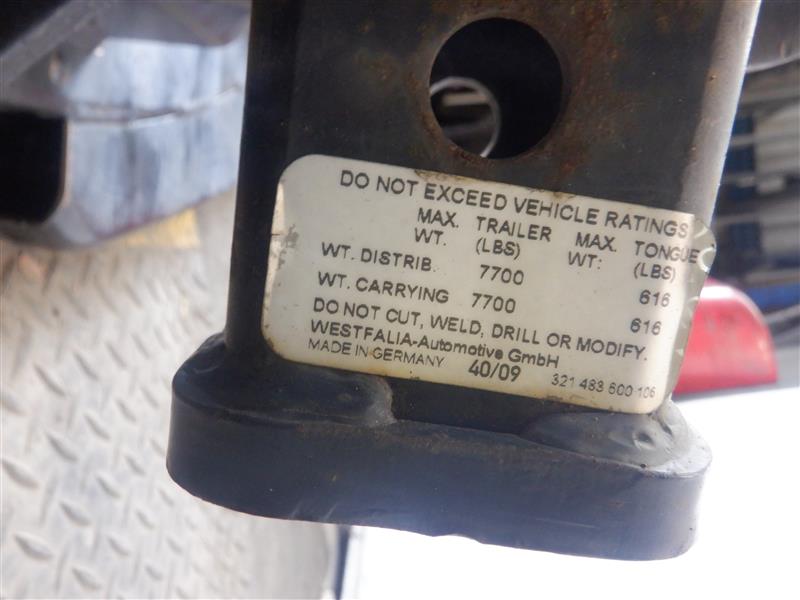 DO NOT EXCEED VEHICLE RATINGS
MAX. TRAILER MAX. TONGUE
WT. (LBS) WT: (LBS)
WT. DISTRIB. 7700 616
WT. CARRYING 7700 616
DO NOT CUT, WELD, DRILL OR MODIFY.
WESTFALIA-Automotive GmbH
MADE IN GERMANY 40/09 321 483 600 106